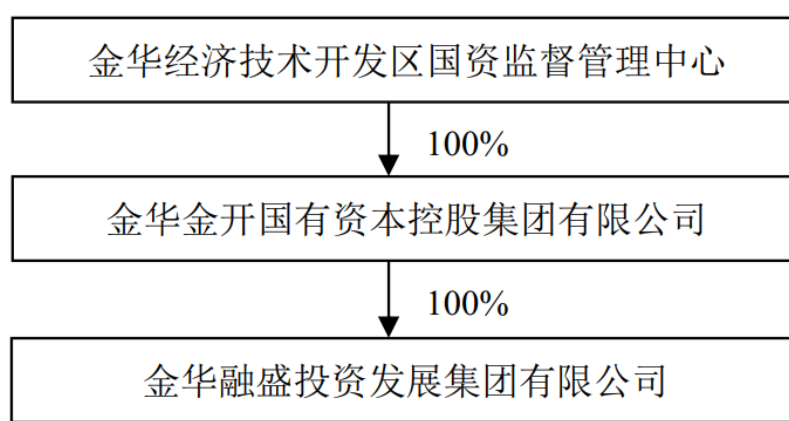 金华经济技术开发区国资监督管理中心
100%
金华金开国有资本控股集团有限公司
100%
金华融盛投资发展集团有限公司